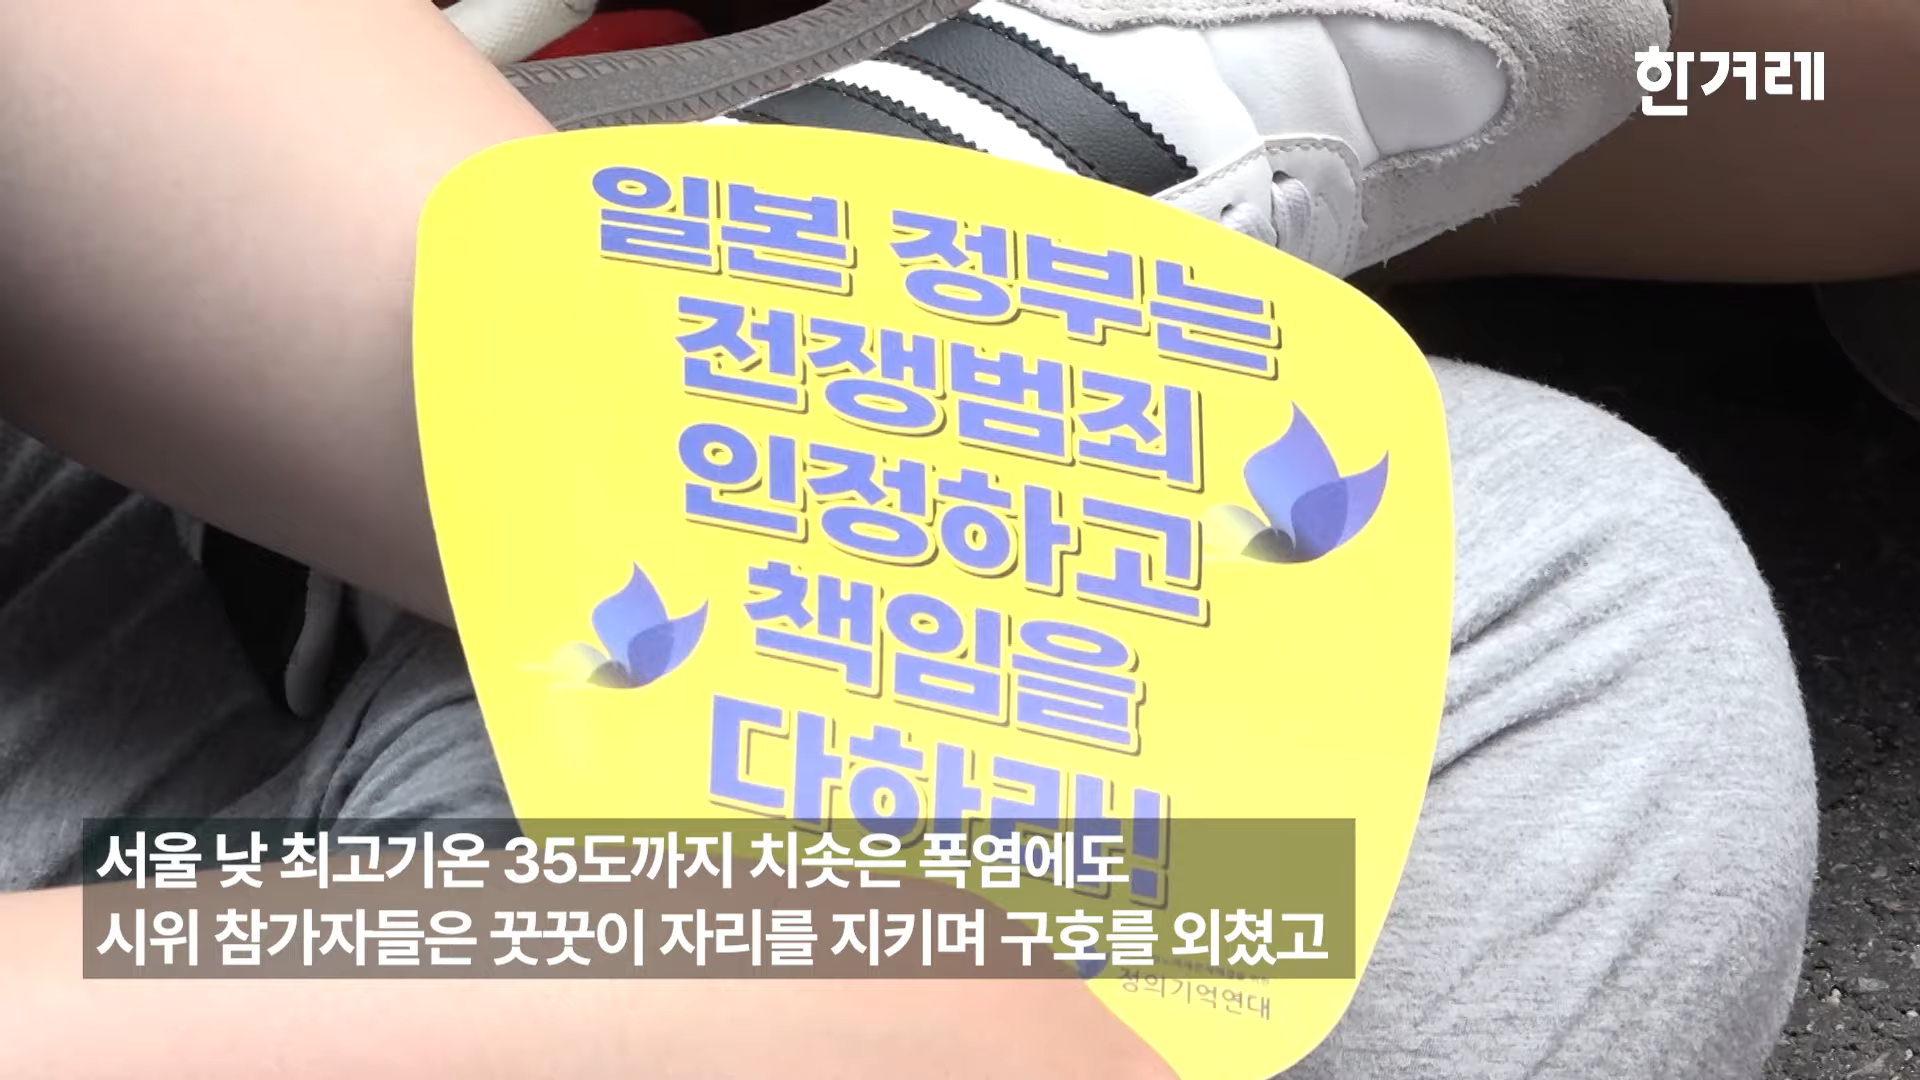 한겨레
일본 정부는
전쟁범죄
인정하고
책임을
다하라!
서울 낮 최고기온 35도까지 치솟은 폭염에도
시위 참가자들은 꿋꿋이 자리를 지키며 구호를 외쳤고
정의기억연대